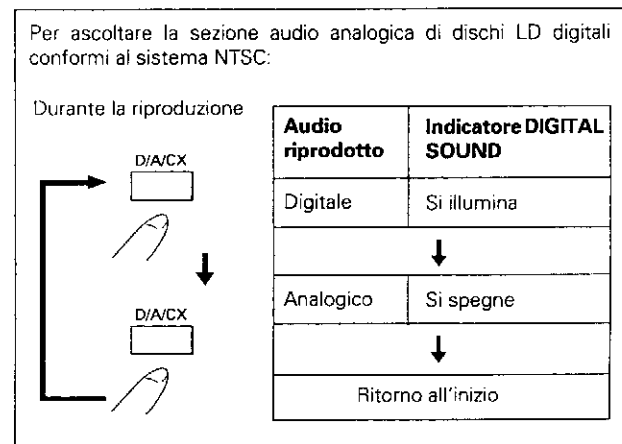 Per ascoltare la sezione audio analogica di dischi LD digitali
conformi al sistema NTSC:
Durante la riproduzione
D/A/CX
D/A/CX
Audio riprodotto
Indicatore DIGITAL SOUND
Digitale
Si illumina
Analogico
Si spegne
Ritorno all'inizio